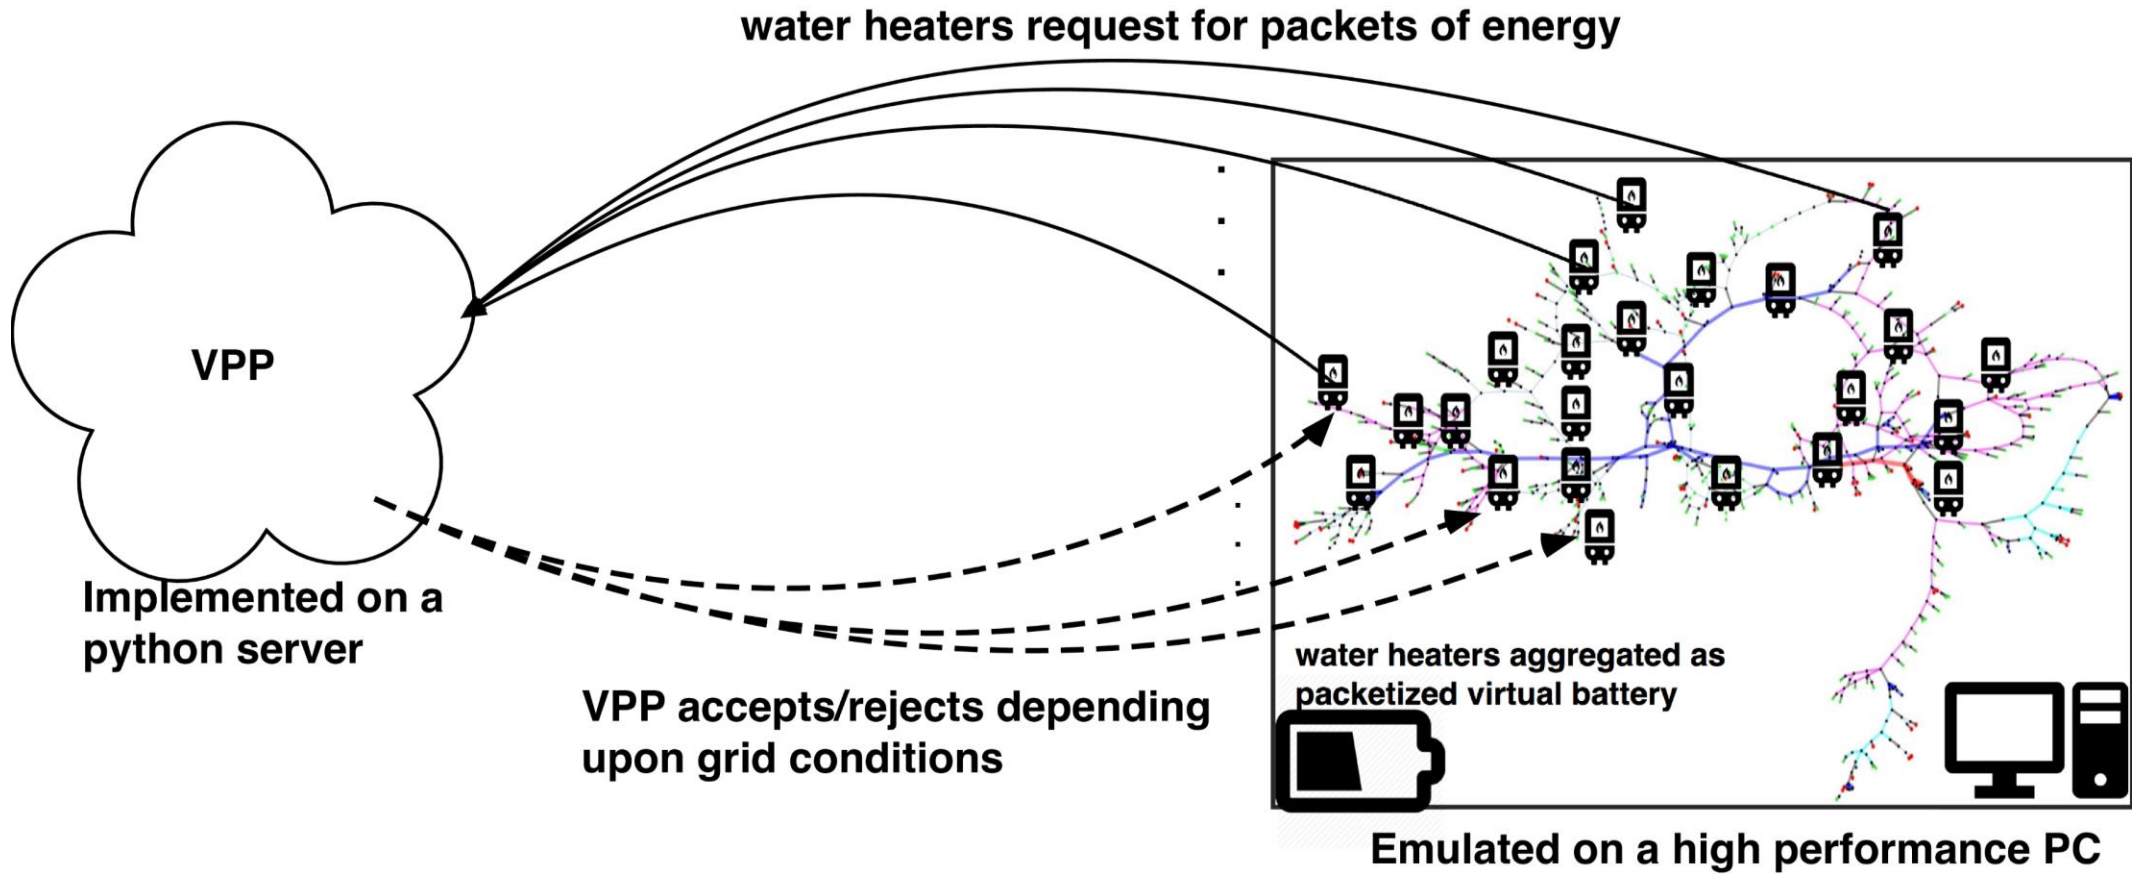 water heaters request for packets of energy
VPP
Implemented on a
python server
VPP accepts/rejects depending
upon grid conditions
water heaters aggregated as
packetized virtual battery
Emulated on a high performance PC